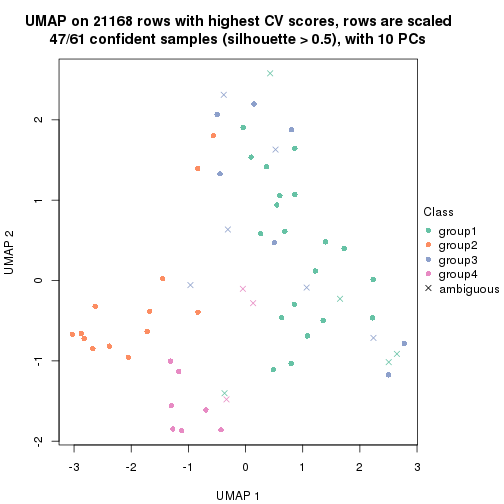 UMAP on 21168 rows with highest CV scores, rows are scaled
47/61 confident samples (silhouette > 0.5), with 10 PCs
UMAP 2
2
1
0
-1
-2
-3
-2
-1
0
1
2
3
UMAP 1
Class
group1
group2
group3
group4
ambiguous